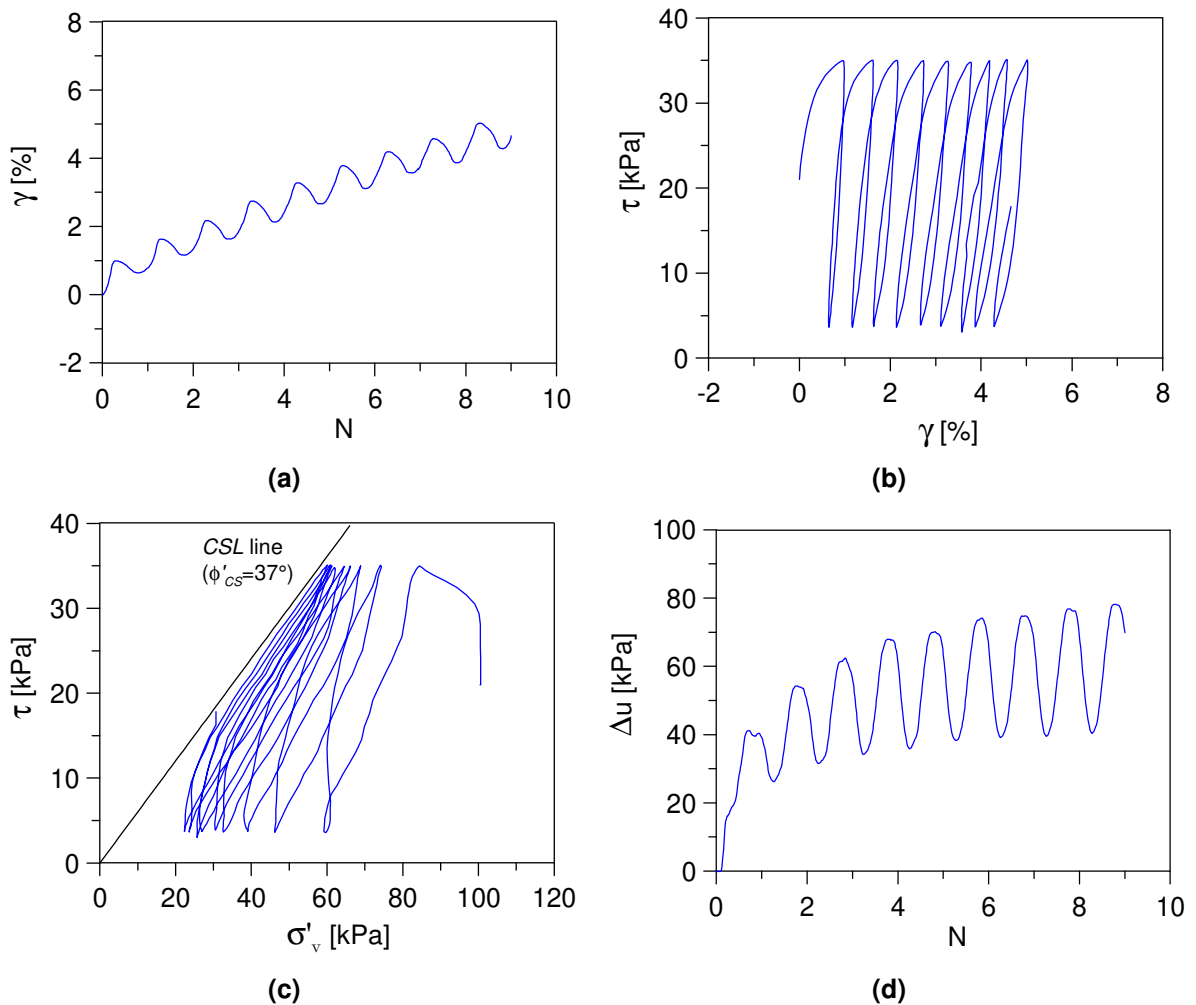 8
6
4
2
0
-2
γ [%]
0 2 4 6 8 10
N
(a)
40
30
20
10
0
τ [kPa]
-2 0 2 4 6 8
γ [%]
(b)
40
30
20
10
0
τ [kPa]
CSL line
(ϕ'CS=37°)
0 20 40 60 80 100 120
σ'v [kPa]
(c)
100
80
60
40
20
0
Δu [kPa]
0 2 4 6 8 10
N
(d)